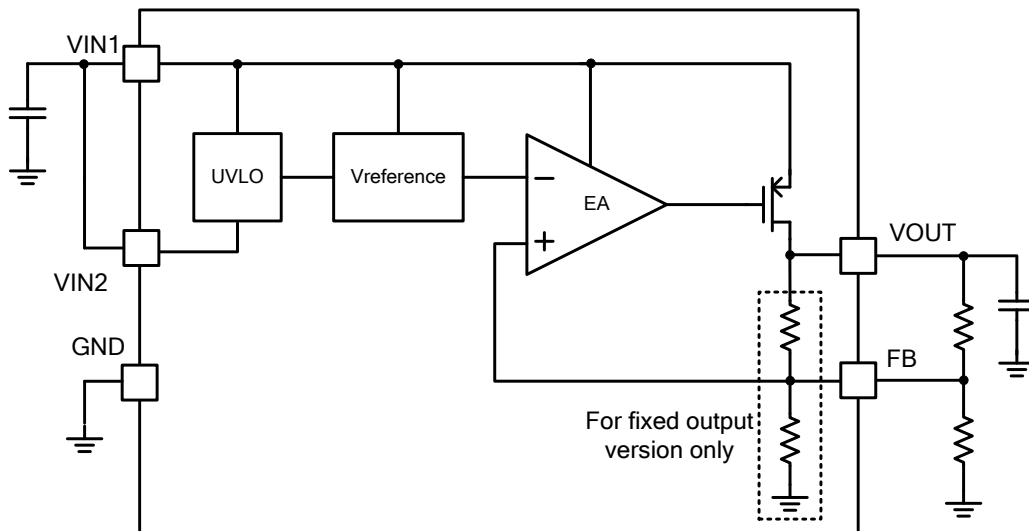 VIN1
UVLO
Vreference
−
EA
+
VOUT
VIN2
GND
FB
For fixed output
version only